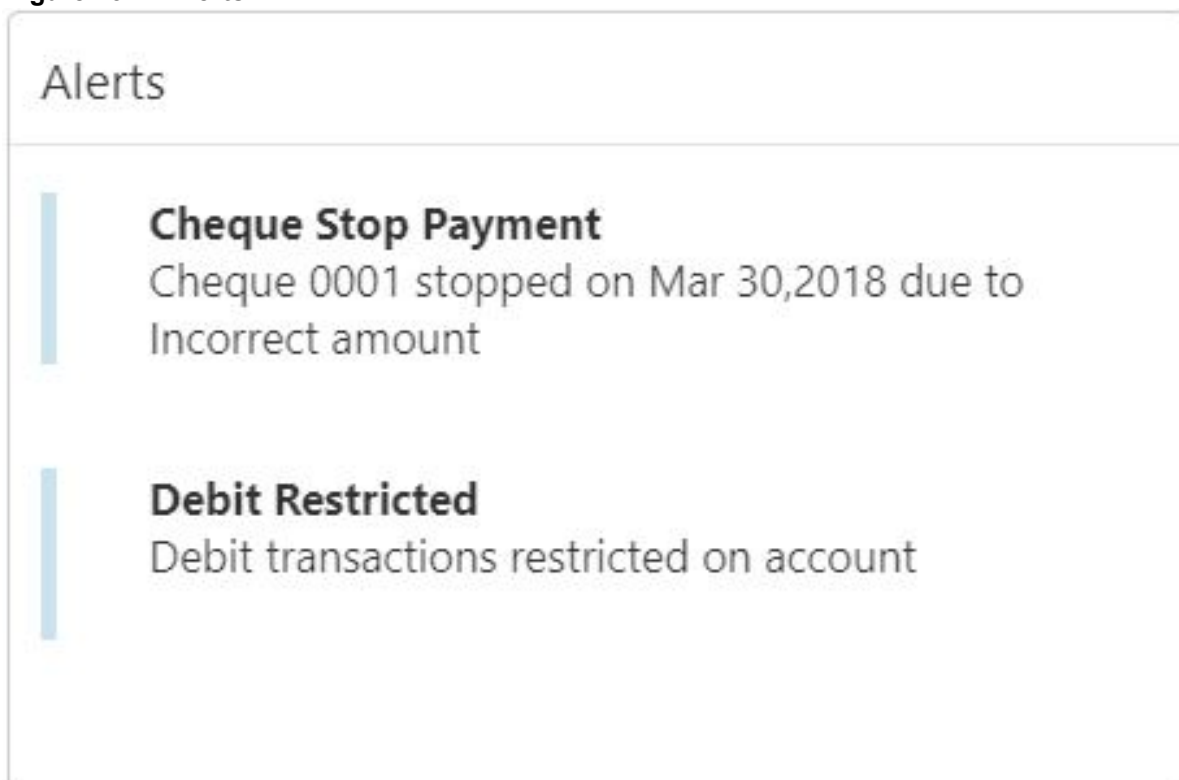 Alerts
Cheque Stop Payment
Cheque 0001 stopped on Mar 30,2018 due to
Incorrect amount
Debit Restricted
Debit transactions restricted on account